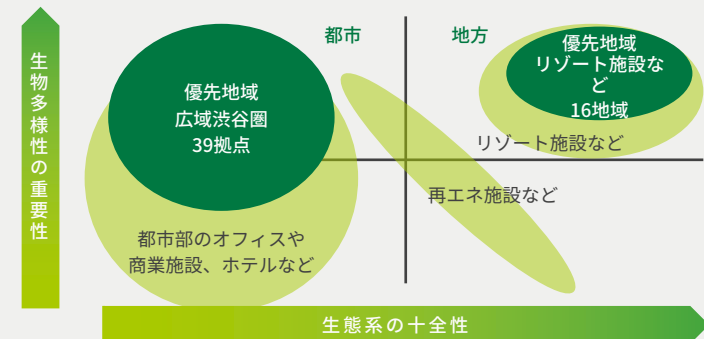 生物多様性の重要性
都市
地方
優先地域
広域渋谷圏
39拠点
優先地域
リゾート施設な
ど
16地域
リゾート施設など
再エネ施設など
都市部のオフィスや
商業施設、ホテルなど
生態系の十全性